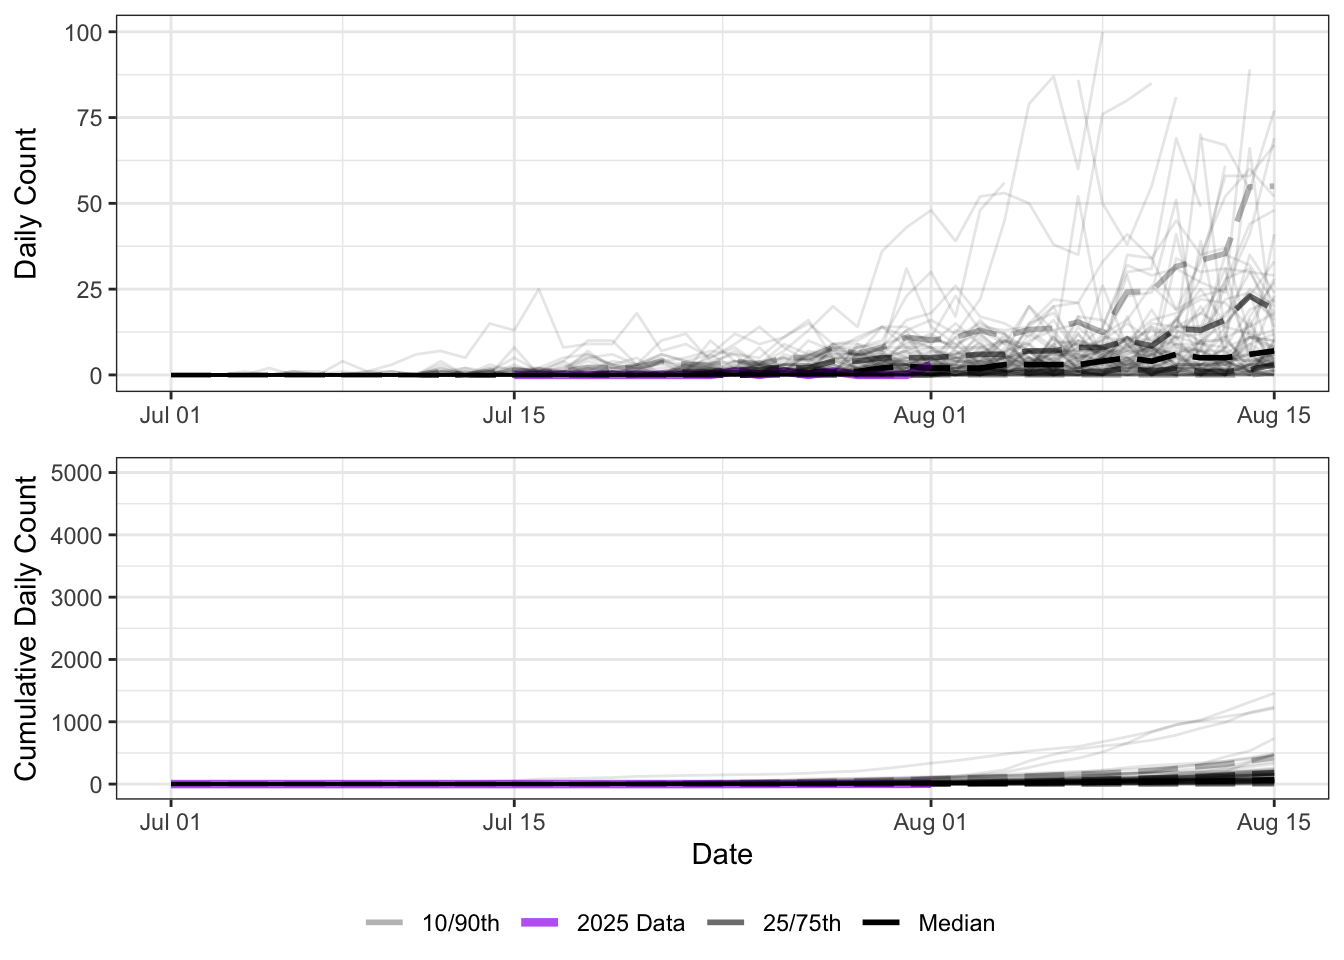 Daily Count
100
75
50
25
0
Jul 01 Jul 15 Aug 01 Aug 15
Cumulative Daily Count
5000
4000
3000
2000
1000
0
Jul 01 Jul 15 Aug 01 Aug 15
Date
10/90th 2025 Data 25/75th Median